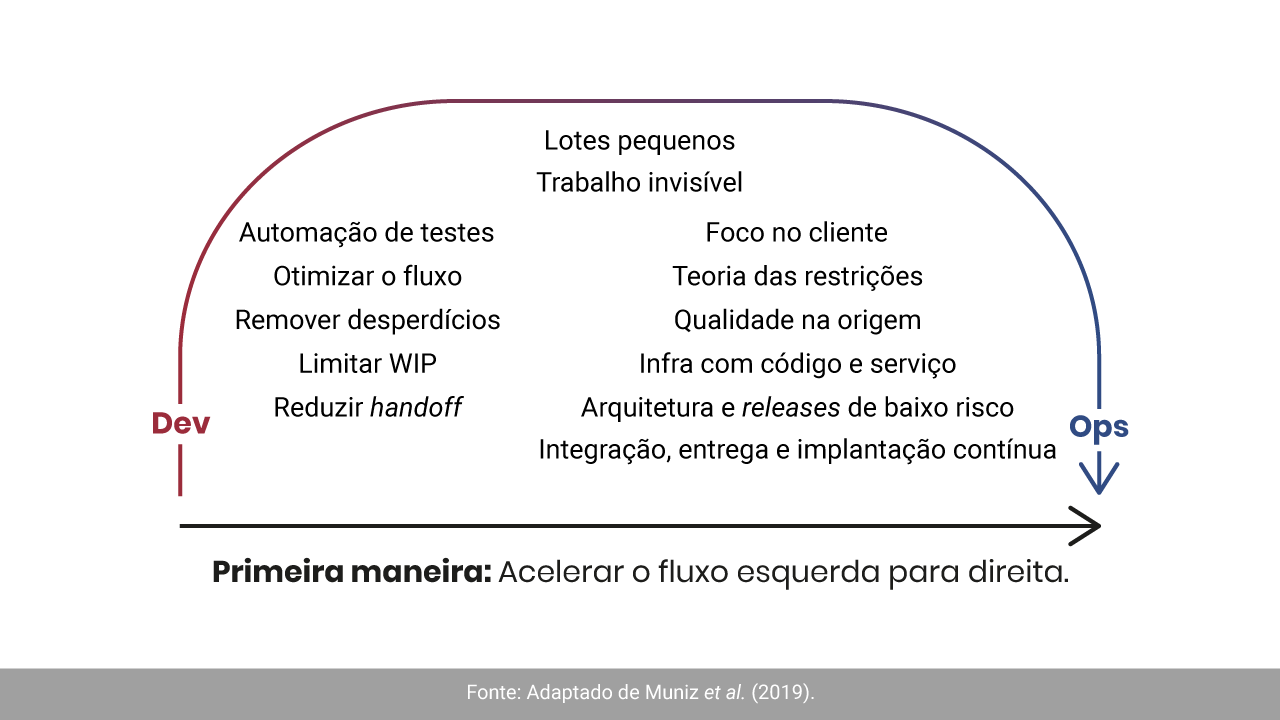 Lotes pequenos
Trabalho invisível
Automação de testes
Otimizar o fluxo
Remover desperdícios
Limitar WIP
Reduzir handoff
Foco no cliente
Teoria das restrições
Qualidade na origem
Infra com código e serviço
Arquitetura e releases de baixo risco
Integração, entrega e implantação contínua
Dev
Ops
Primeira maneira: Acelerar o fluxo esquerda para direita.
Fonte: Adaptado de Muniz et al. (2019).